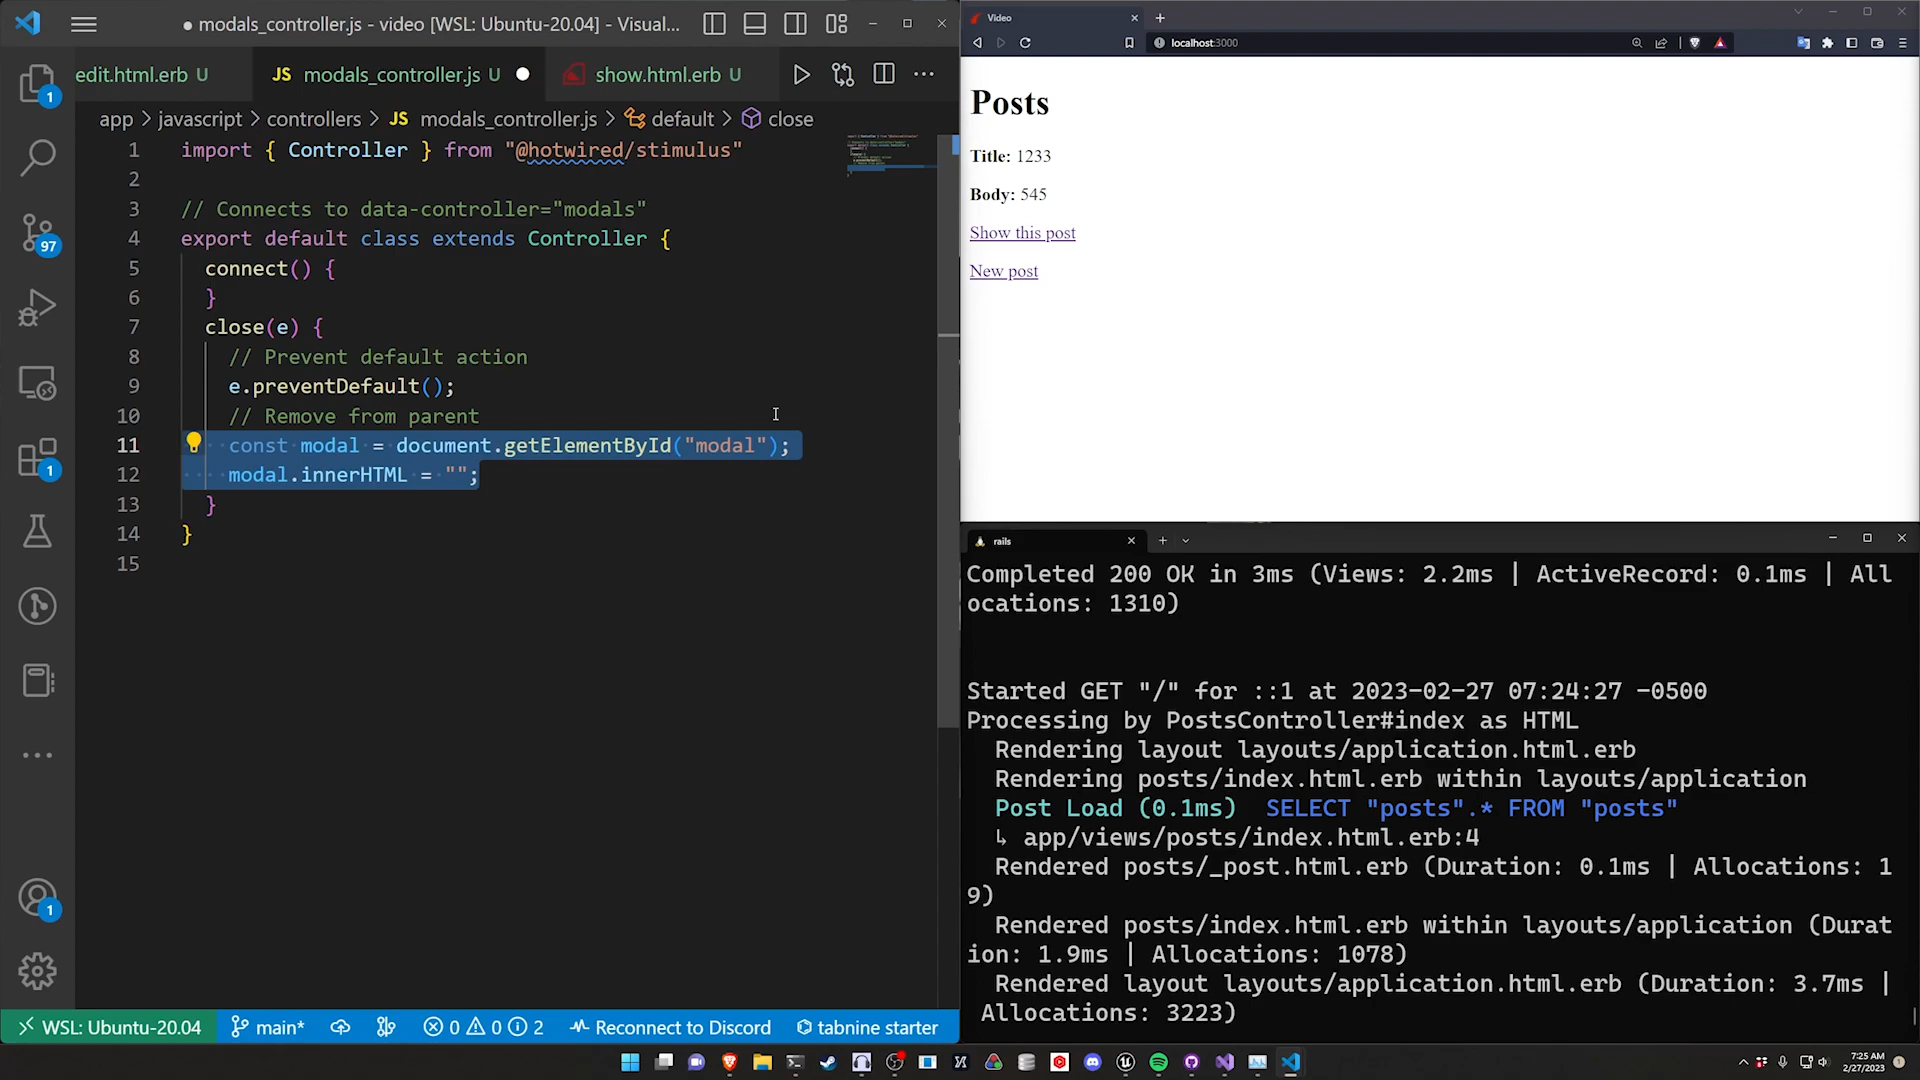 ● modals_controller.js - video [WSL: Ubuntu-20.04] - Visual...
edit.html.erb U
JS modals_controller.js U
show.html.erb U
app > javascript > controllers > JS modals_controller.js > default > close
1 import { Controller } from "@hotwired/stimulus"
2
3 // Connects to data-controller="modals"
4 export default class extends Controller {
5 connect() {
6 }
7 close(e) {
8 // Prevent default action
9 e.preventDefault();
10 // Remove from parent
11 const modal = document.getElementById("modal");
12 modal.innerHTML = "";
13 }
14 }
15
1
97
1
1
WSL: Ubuntu-20.04 main* 0 0 2 Reconnect to Discord tabnine starter
Video
localhost:3000
Posts
Title: 1233
Body: 545
Show this post
New post
rails
Completed 200 OK in 3ms (Views: 2.2ms | ActiveRecord: 0.1ms | All
ocations: 1310)
Started GET "/" for ::1 at 2023-02-27 07:24:27 -0500
Processing by PostsController#index as HTML
Rendering layout layouts/application.html.erb
Rendering posts/index.html.erb within layouts/application
Post Load (0.1ms) SELECT "posts".* FROM "posts"
↳ app/views/posts/index.html.erb:4
Rendered posts/_post.html.erb (Duration: 0.1ms | Allocations: 1
9)
Rendered posts/index.html.erb within layouts/application (Durat
ion: 1.9ms | Allocations: 1078)
Rendered layout layouts/application.html.erb (Duration: 3.7ms |
Allocations: 3223)
7:25 AM
2/27/2023